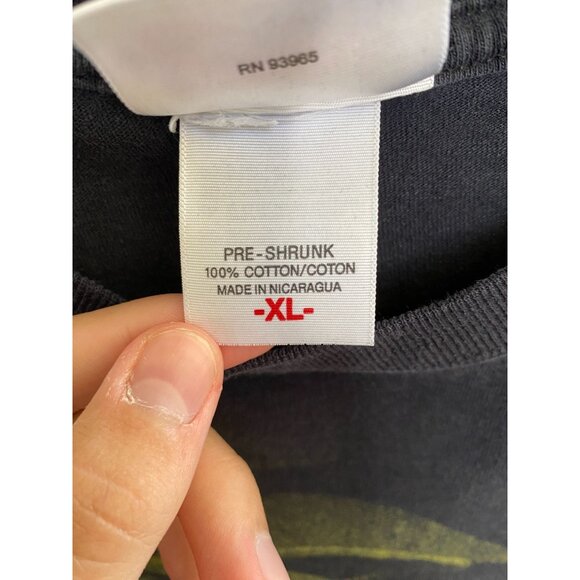 RN 93965
PRE-SHRUNK
100% COTTON/COTON
MADE IN NICARAGUA
-XL-